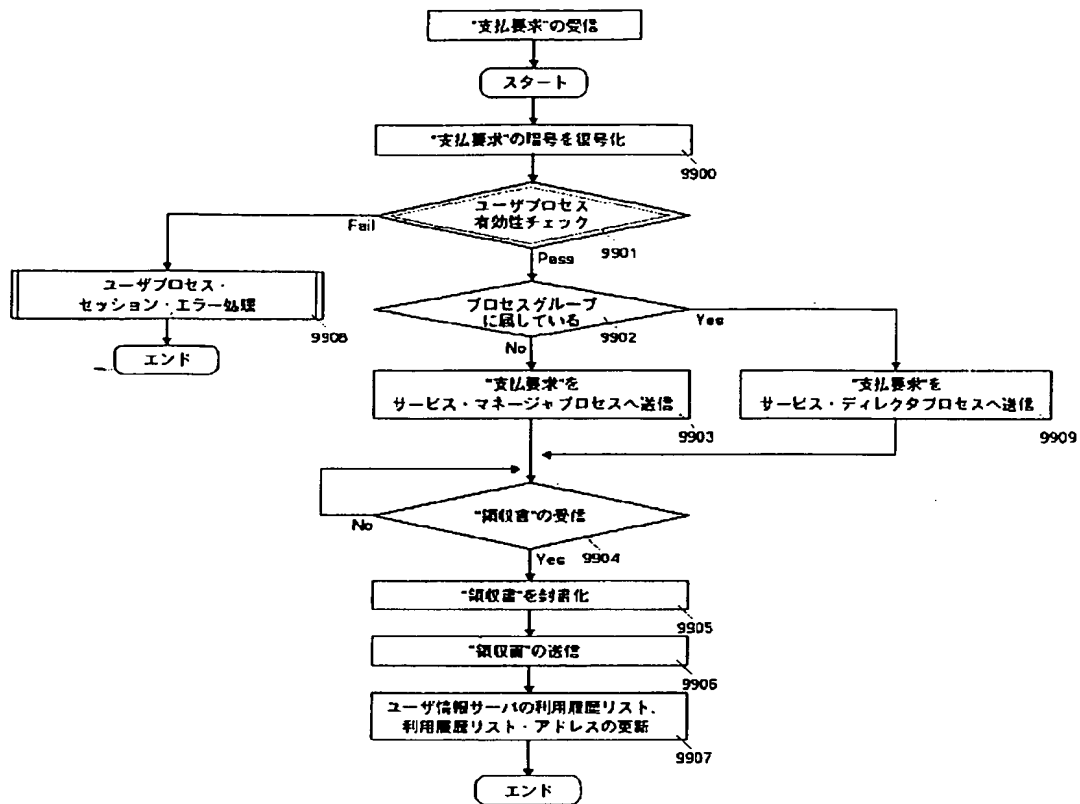 "支払要求"の受信
スタート
"支払要求"の暗号を復号化
9900
ユーザプロセス
有効性チェック
9901
Fail
Pass
ユーザプロセス・
セッション・エラー処理
9908
エンド
プロセスグループ
に属している
9902
Yes
No
"支払要求"を
サービス・マネージャプロセスへ送信
9903
"支払要求"を
サービス・ディレクタプロセスへ送信
9909
"領収書"の受信
No
9904
Yes
"領収書"を封書化
9905
"領収書"の送信
9906
ユーザ情報サーバの利用履歴リスト、
利用履歴リスト・アドレスの更新
9907
エンド